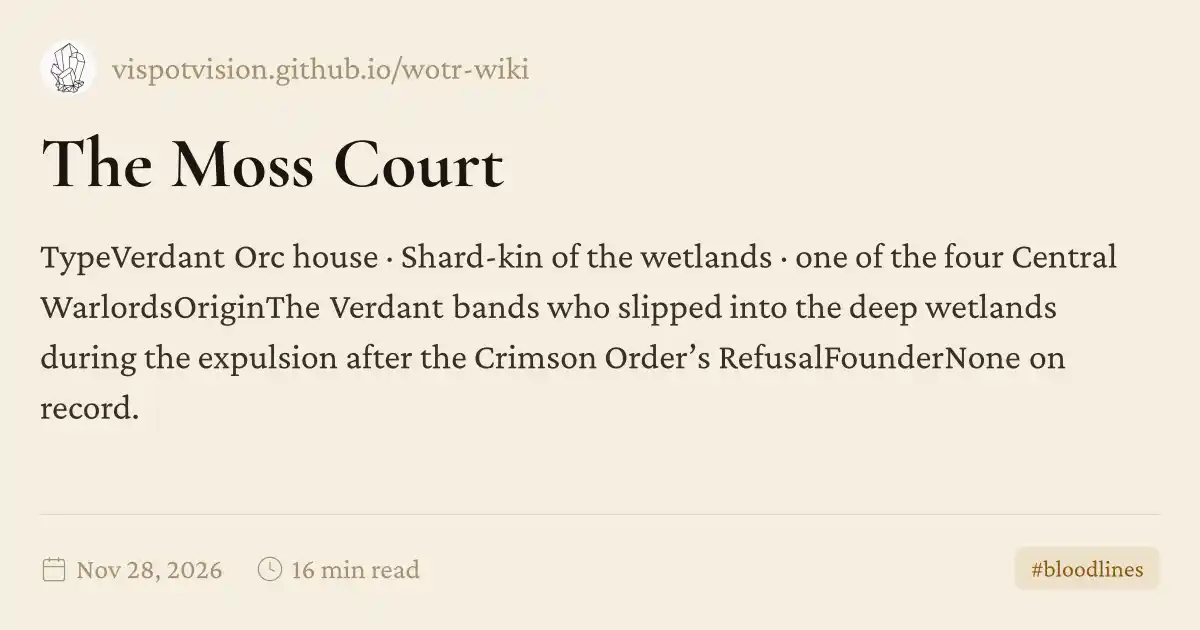 vispotvision.github.io/wotr-wiki
The Moss Court
TypeVerdant Orc house · Shard-kin of the wetlands · one of the four Central
WarlordsOriginThe Verdant bands who slipped into the deep wetlands
during the expulsion after the Crimson Order’s RefusalFounderNone on
record.
Nov 28, 2026
16 min read
#bloodlines